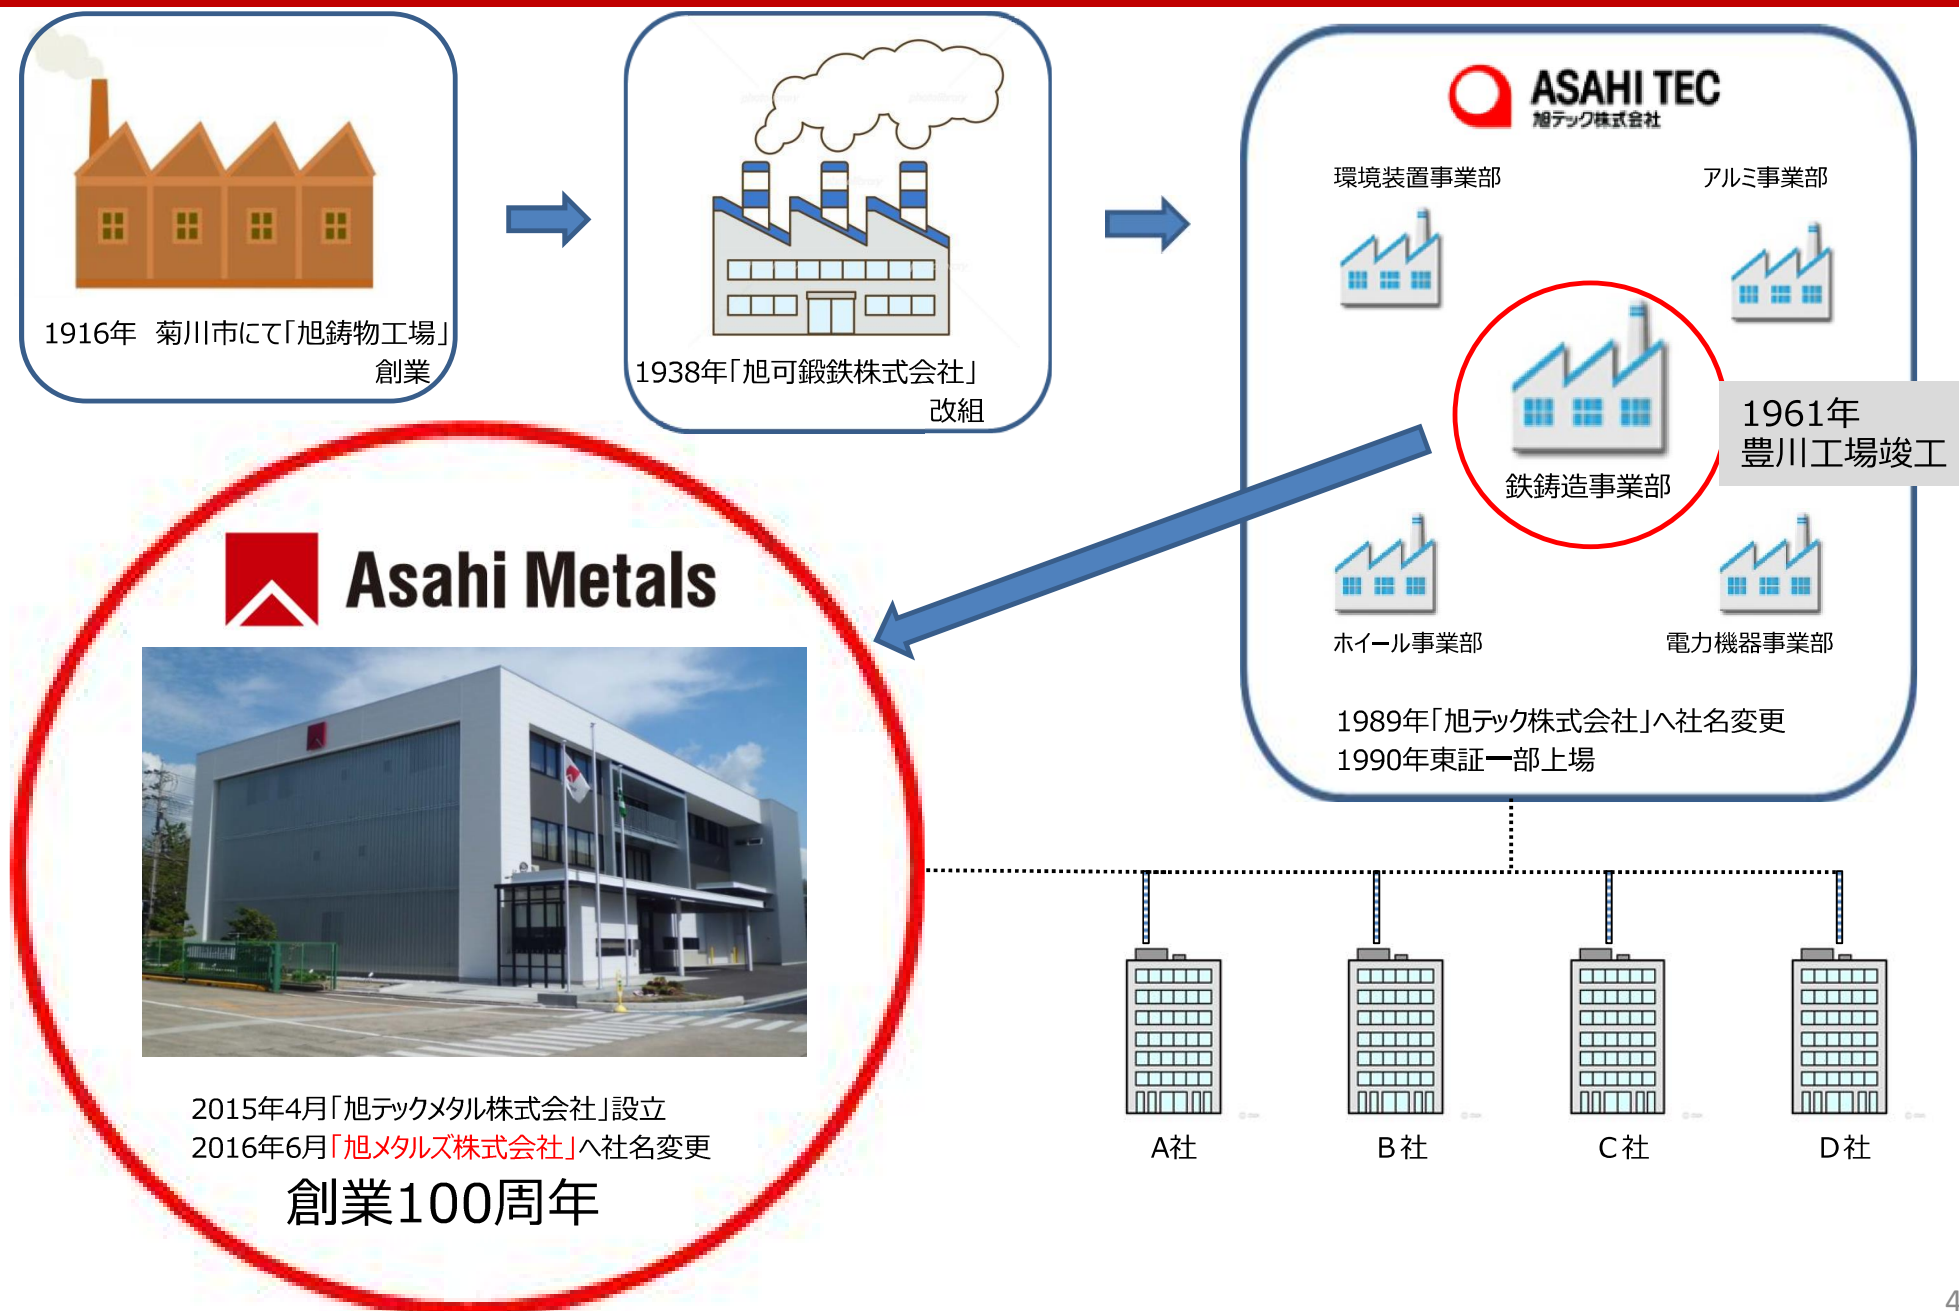 1916年　菊川市にて「旭鋳物工場」
創業
1938年「旭可鍛鉄株式会社」
改組
ASAHI TEC
旭テック株式会社
環境装置事業部
アルミ事業部
鉄鋳造事業部
1961年
豊川工場竣工
ホイール事業部
電力機器事業部
1989年「旭テック株式会社」へ社名変更
1990年東証一部上場
Asahi Metals
2015年4月「旭テックメタル株式会社」設立
2016年6月「旭メタルズ株式会社」へ社名変更
創業100周年
A社
B社
C社
D社
4